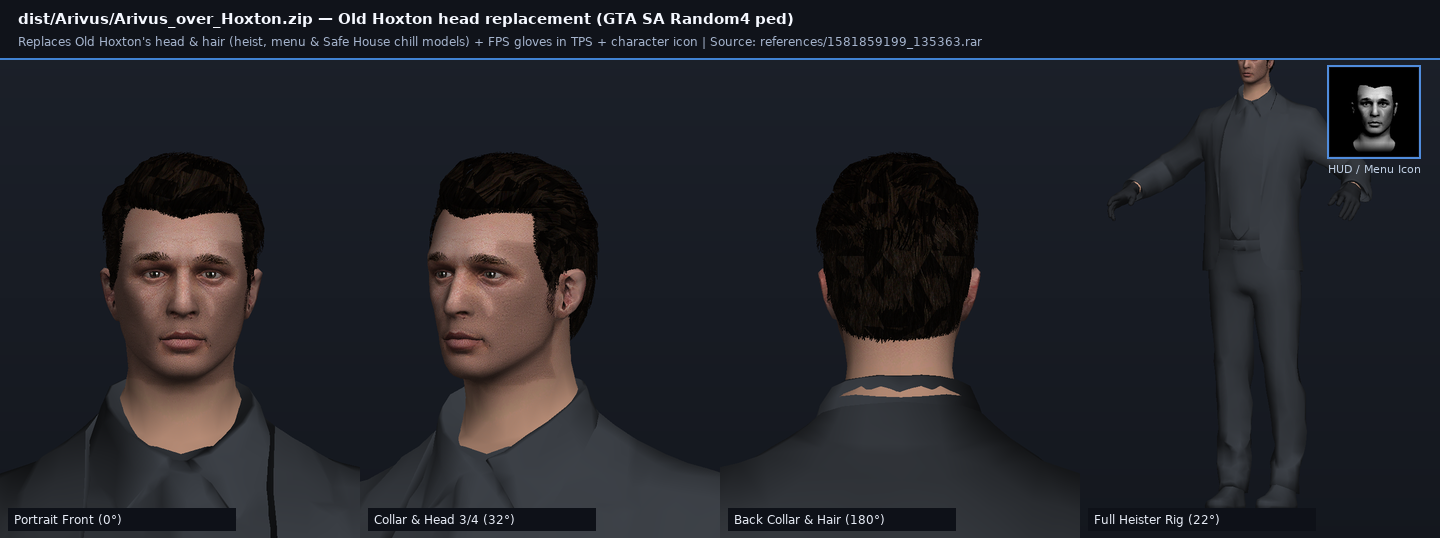 dist/Arivus/Arivus_over_Hoxton.zip — Old Hoxton head replacement (GTA SA Random4 ped)
Replaces Old Hoxton's head & hair (heist, menu & Safe House chill models) + FPS gloves in TPS + character icon | Source: references/1581859199_135363.rar
HUD / Menu Icon
Portrait Front (0°)
Collar & Head 3/4 (32°)
Back Collar & Hair (180°)
Full Heister Rig (22°)